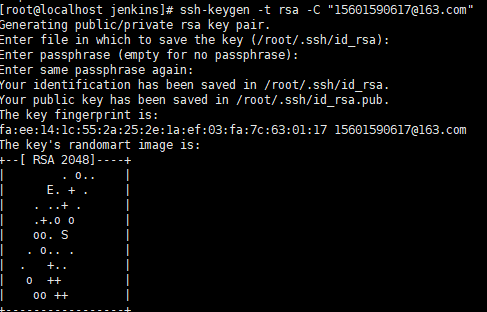 [root@localhost jenkins]# ssh-keygen -t rsa -C "15601590617@163.com"
Generating public/private rsa key pair.
Enter file in which to save the key (/root/.ssh/id_rsa):
Enter passphrase (empty for no passphrase):
Enter same passphrase again:
Your identification has been saved in /root/.ssh/id_rsa.
Your public key has been saved in /root/.ssh/id_rsa.pub.
The key fingerprint is:
fa:ee:14:1c:55:2a:25:2e:1a:ef:03:fa:7c:63:01:17 15601590617@163.com
The key's randomart image is:
+--[ RSA 2048]----+
|        . o..    |
|      E. + .     |
|    . ..+ .      |
|    .+.o o       |
|    oo. S        |
|   . o.. .       |
|  .   +..        |
|   o  ++         |
|    oo ++        |
+-----------------+